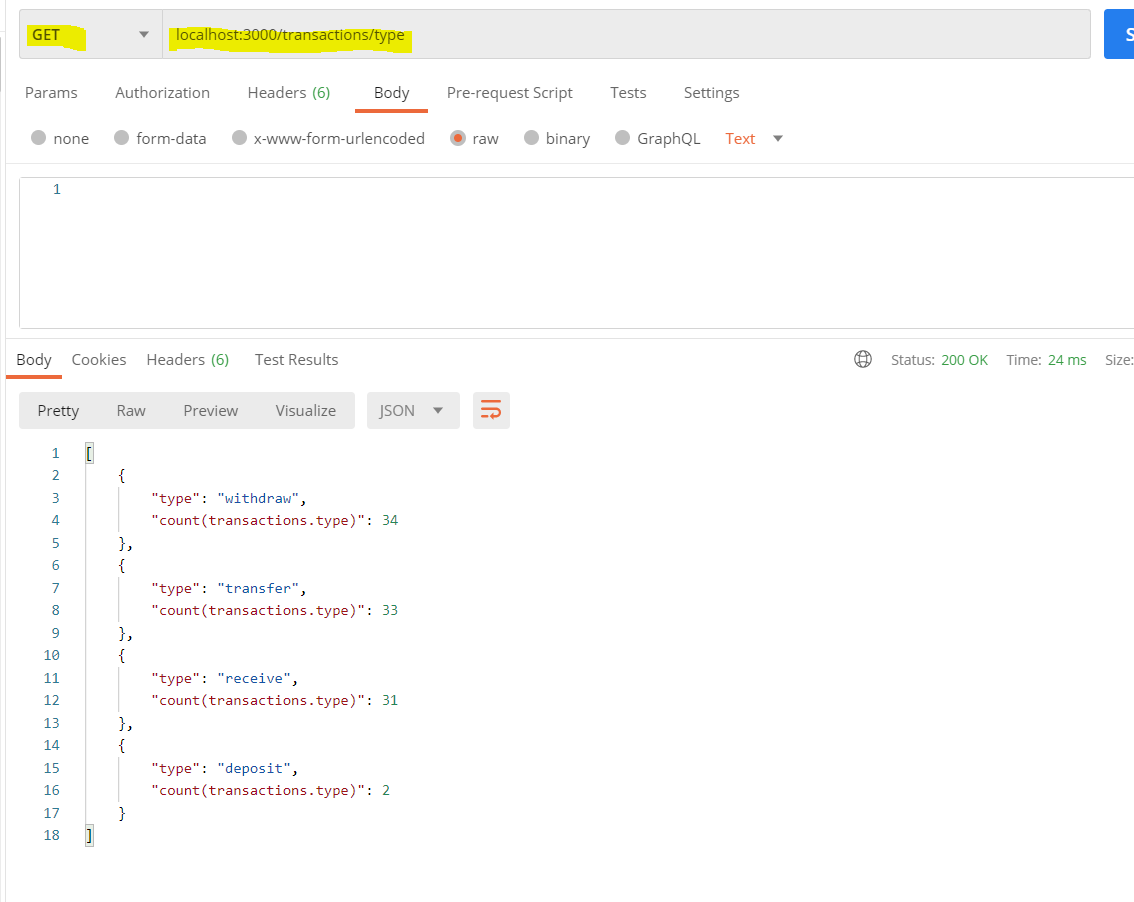 GET localhost:3000/transactions/type S
Params Authorization Headers (6) Body Pre-request Script Tests Settings
none form-data x-www-form-urlencoded raw binary GraphQL Text
1
Body Cookies Headers (6) Test Results Status: 200 OK Time: 24 ms Size:
Pretty Raw Preview Visualize JSON
1 [
2 {
3 "type": "withdraw",
4 "count(transactions.type)": 34
5 },
6 {
7 "type": "transfer",
8 "count(transactions.type)": 33
9 },
10 {
11 "type": "receive",
12 "count(transactions.type)": 31
13 },
14 {
15 "type": "deposit",
16 "count(transactions.type)": 2
17 }
18 ]